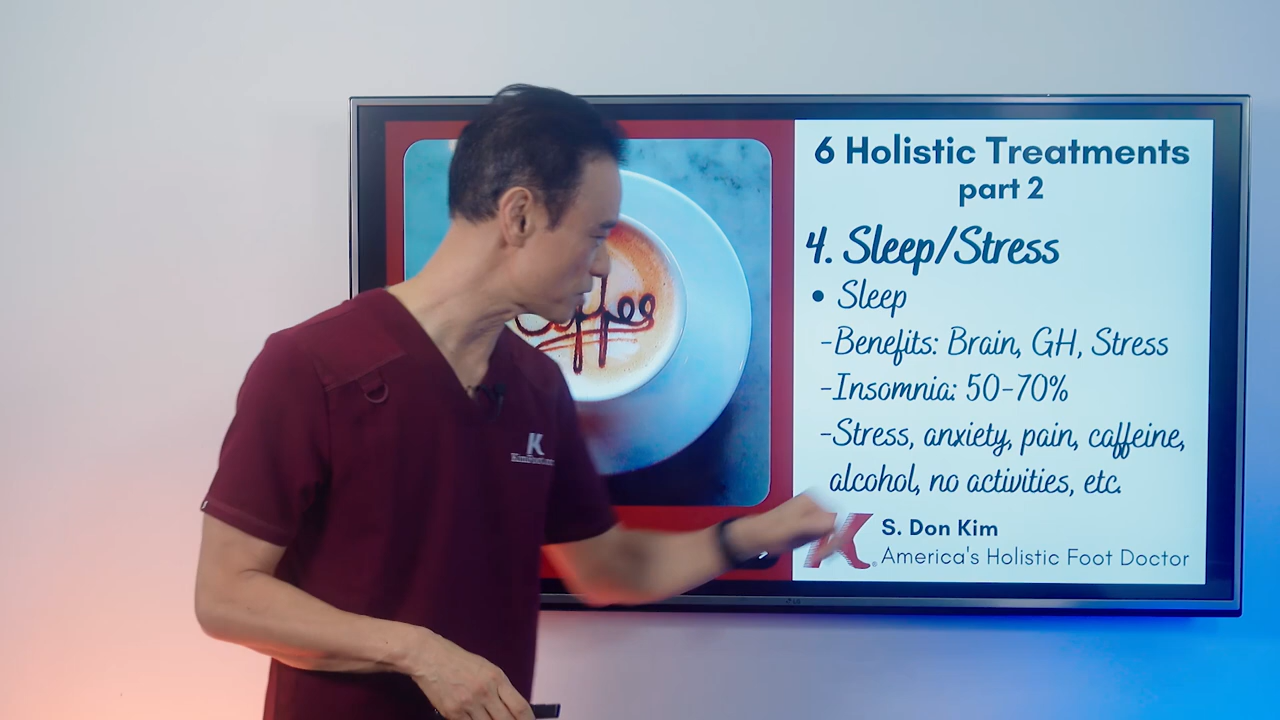 6 Holistic Treatments
part 2
4. Sleep/Stress
• Sleep
-Benefits: Brain, GH, Stress
-Insomnia: 50-70%
-Stress, anxiety, pain, caffeine,
alcohol, no activities, etc.
K
S. Don Kim
America's Holistic Foot Doctor
K
LG